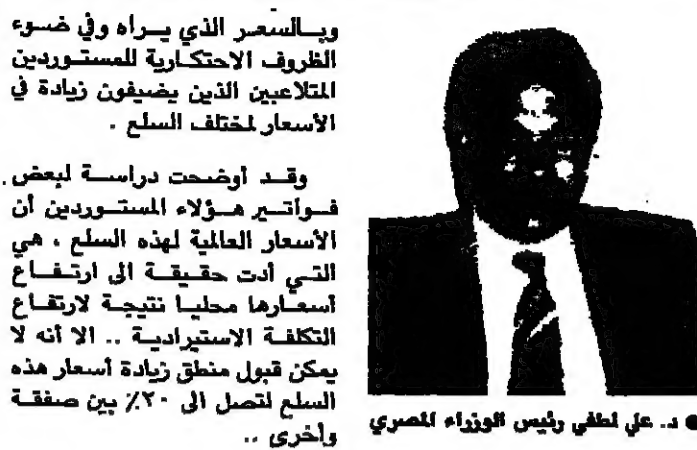 وبالسعر الذي يراه وفي ضوء
الظروف الاحتكارية للمستوردين
المتلاعبين الذين يضيفون زيادة في
الأسعار لمختلف السلع .
وقد أوضحت دراسة لبعض
فواتير هؤلاء المستوردين أن
الأسعار العالمية لهذه السلع ، هي
التي أدت حقيقة الى ارتفاع
أسعارها محليا نتيجة لارتفاع
التكلفة الاستيرادية .. الا أنه لا
يمكن قبول منطق زيادة أسعار هذه
السلع لتصل الى ٢٠٪ بين صفقة
وأخرى ..
● د. علي لطفي رئيس الوزراء المصري